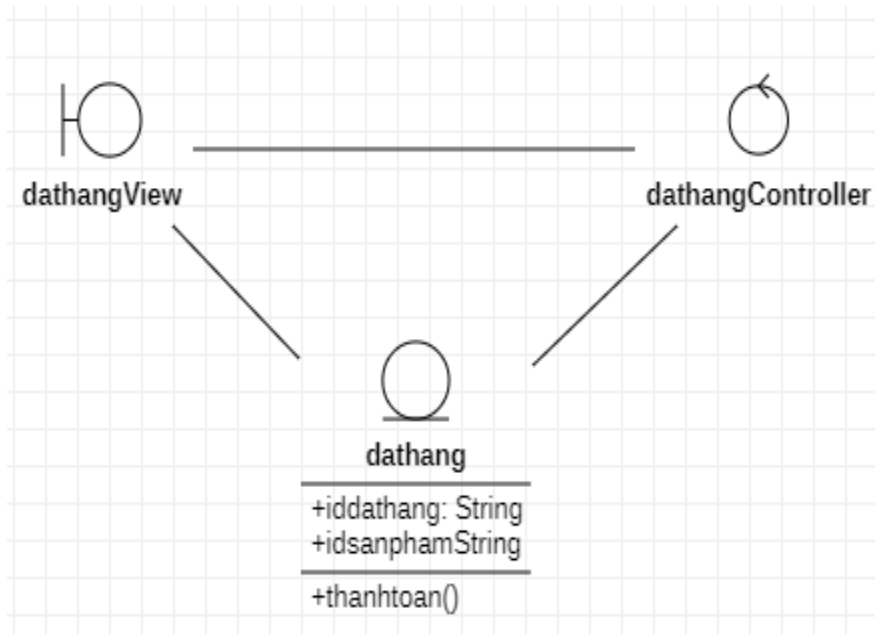 dathangView
dathangController
dathang
+iddathang: String
+idsanphamString
+thanhtoan()